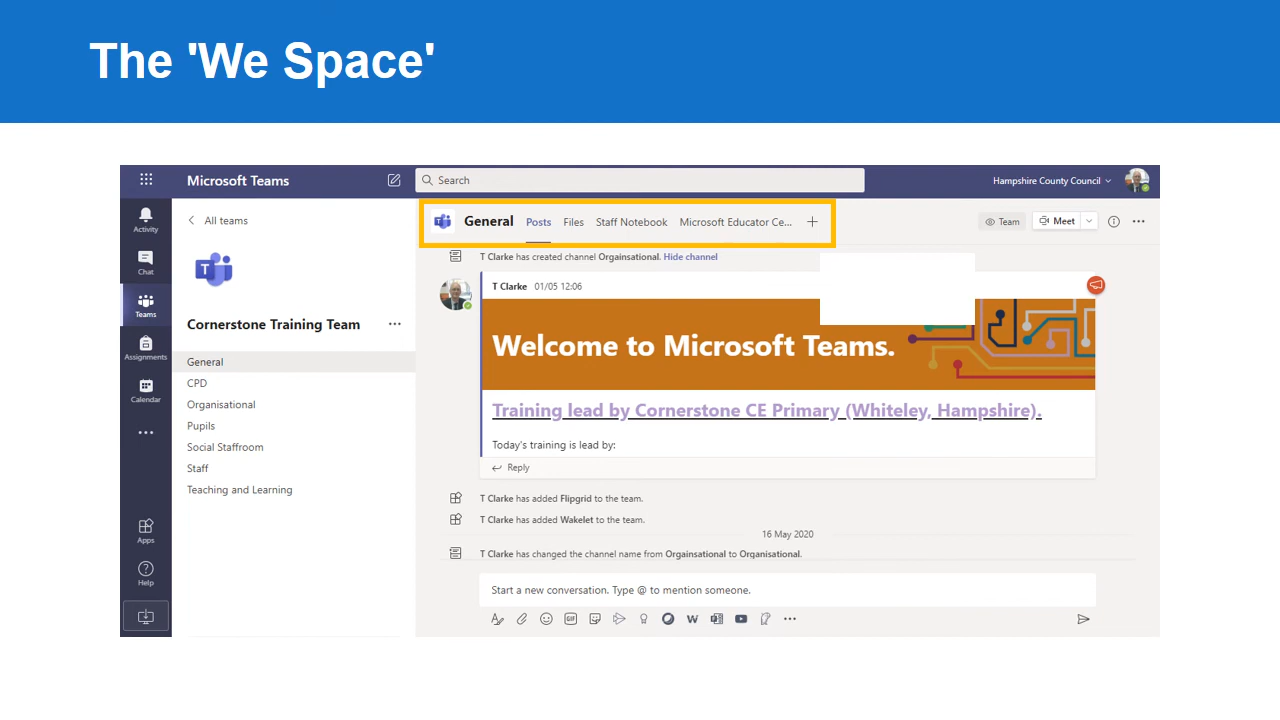 The 'We Space'
Microsoft Teams
Search
Hampshire County Council
Activity
Chat
Teams
Assignments
Calendar
Apps
Help
All teams
T
Cornerstone Training Team
General
CPD
Organisational
Pupils
Social Staffroom
Staff
Teaching and Learning
General Posts Files Staff Notebook Microsoft Educator Ce...
Team
Meet
T Clarke has created channel Orgainsational. Hide channel
T Clarke 01/05 12:06
Welcome to Microsoft Teams.
Training lead by Cornerstone CE Primary (Whiteley, Hampshire).
Today's training is lead by:
Reply
T Clarke has added Flipgrid to the team.
T Clarke has added Wakelet to the team.
16 May 2020
T Clarke has changed the channel name from Orgainsational to Organisational.
Start a new conversation. Type @ to mention someone.
GIF
W